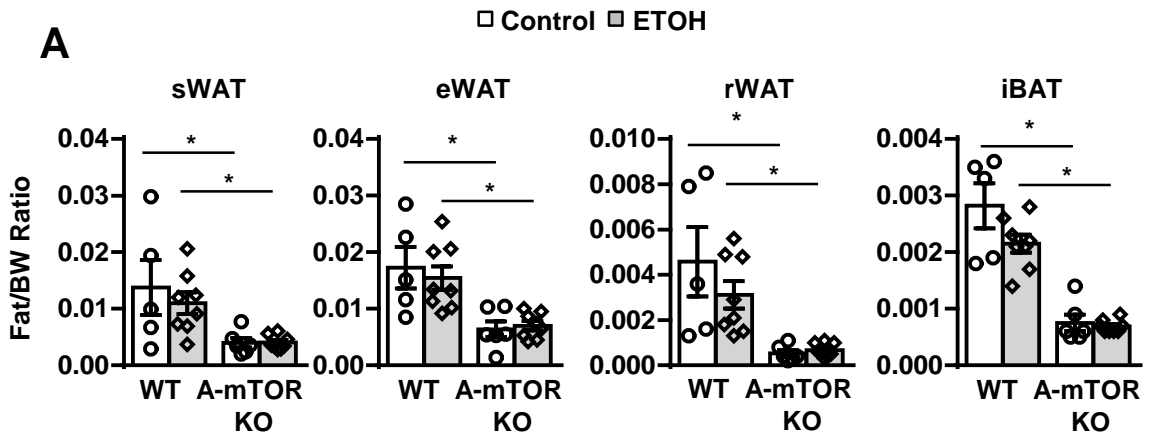 Control ETOH
A
sWAT eWAT rWAT iBAT
Fat/BW Ratio
0.04 0.04 0.010 0.004
* * * *
0.008
* * * *
0.03 0.03 0.003
0.006
0.02 0.02 0.002
0.004
0.01 0.01 0.001
0.002
0.00 0.00 0.000 0.000
WT A-mTOR WT A-mTOR WT A-mTOR WT A-mTOR
KO KO KO KO